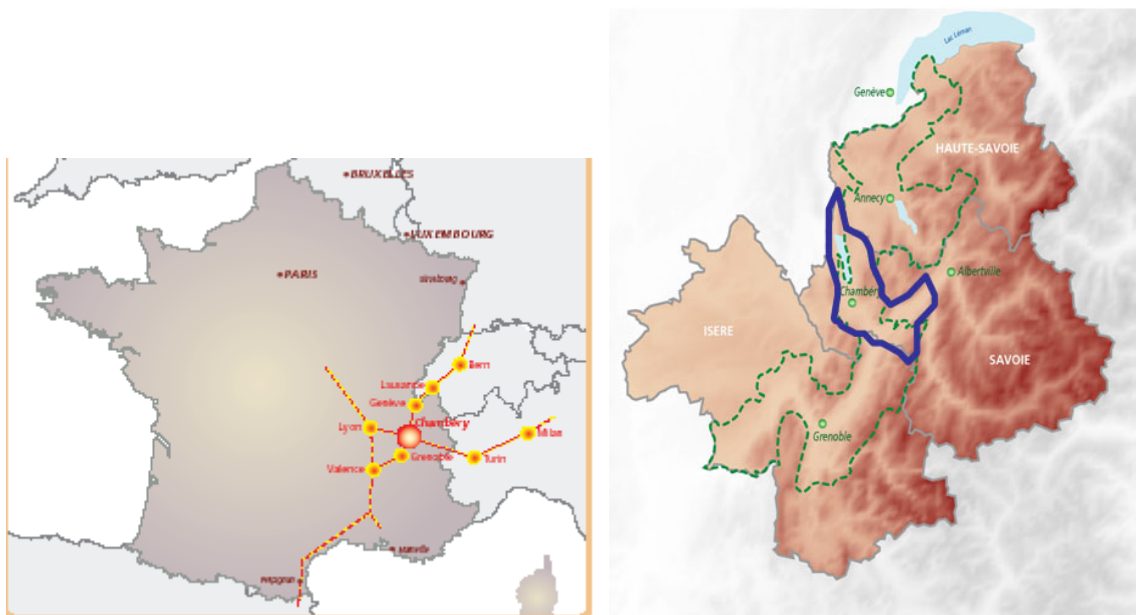 BRUXELLES
LUXEMBOURG
PARIS
strasbourg
Bern
Lausanne
Genève
Chambéry
Lyon
Milan
Grenoble
Turin
Valence
Marseille
Perpignan
Lac Léman
Genève
HAUTE-SAVOIE
Annecy
Albertville
Chambéry
ISERE
SAVOIE
Grenoble